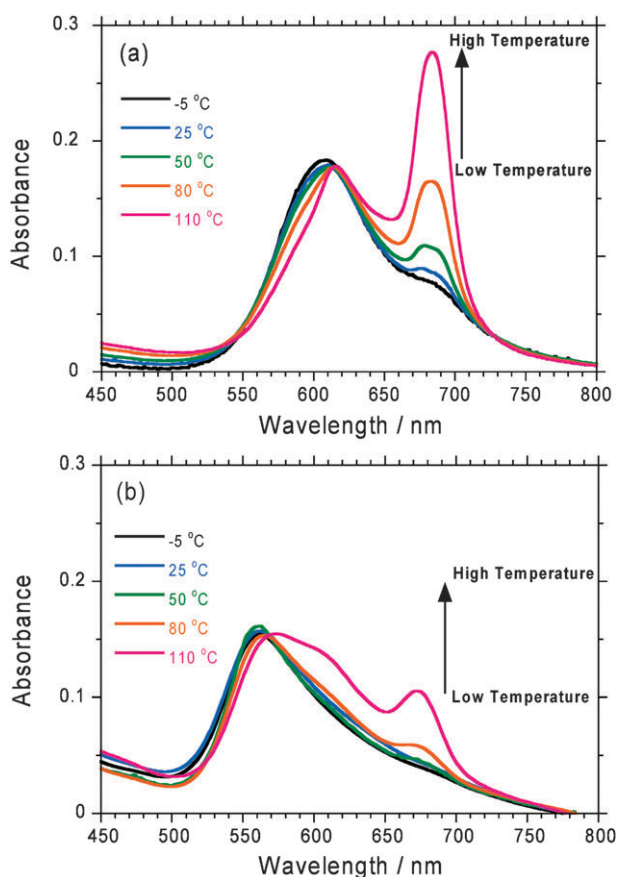 0.3
(a)
High Temperature
-5 °C
25 °C
50 °C
80 °C
110 °C
0.2
Low Temperature
Absorbance
0.1
0
450 500 550 600 650 700 750 800
Wavelength / nm
0.3
(b)
-5 °C
25 °C
50 °C
80 °C
110 °C
High Temperature
0.2
Absorbance
Low Temperature
0.1
0
450 500 550 600 650 700 750 800
Wavelength / nm